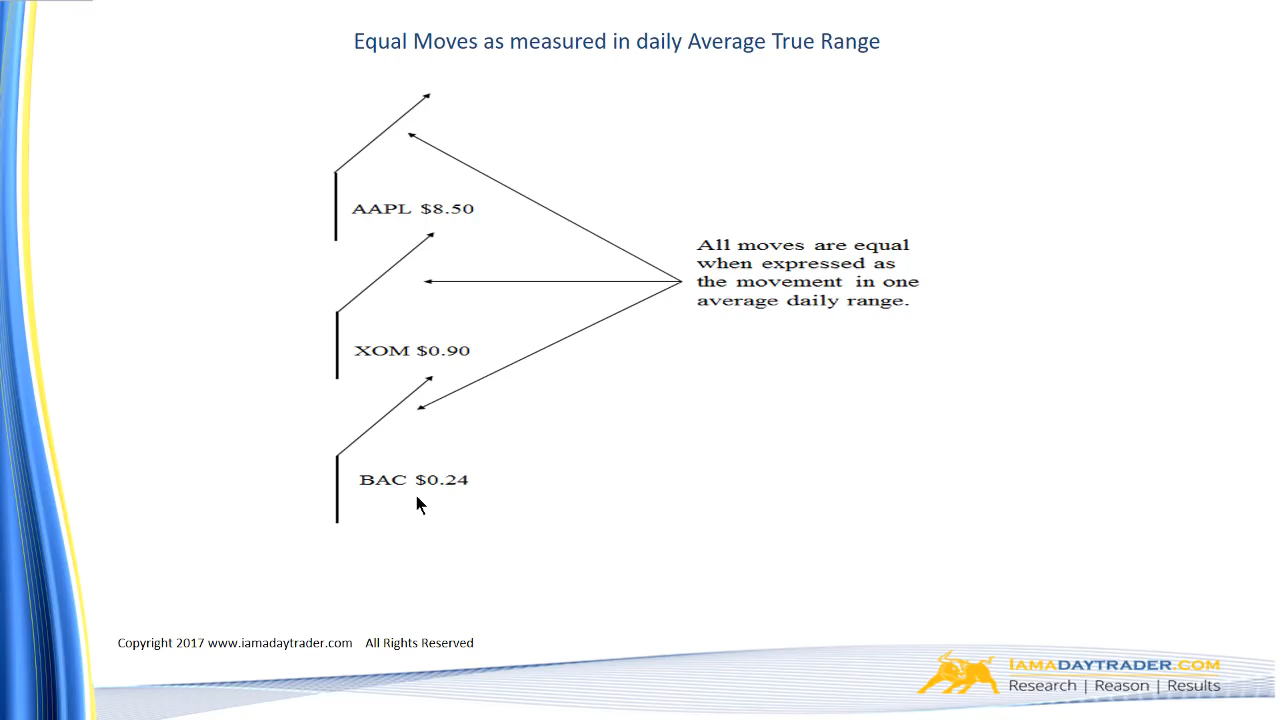 Equal Moves as measured in daily Average True Range
AAPL $8.50
XOM $0.90
BAC $0.24
All moves are equal
when expressed as
the movement in one
average daily range.
Copyright 2017 www.iamadaytrader.com All Rights Reserved
IAMADAYTRADER.COM
Research | Reason | Results